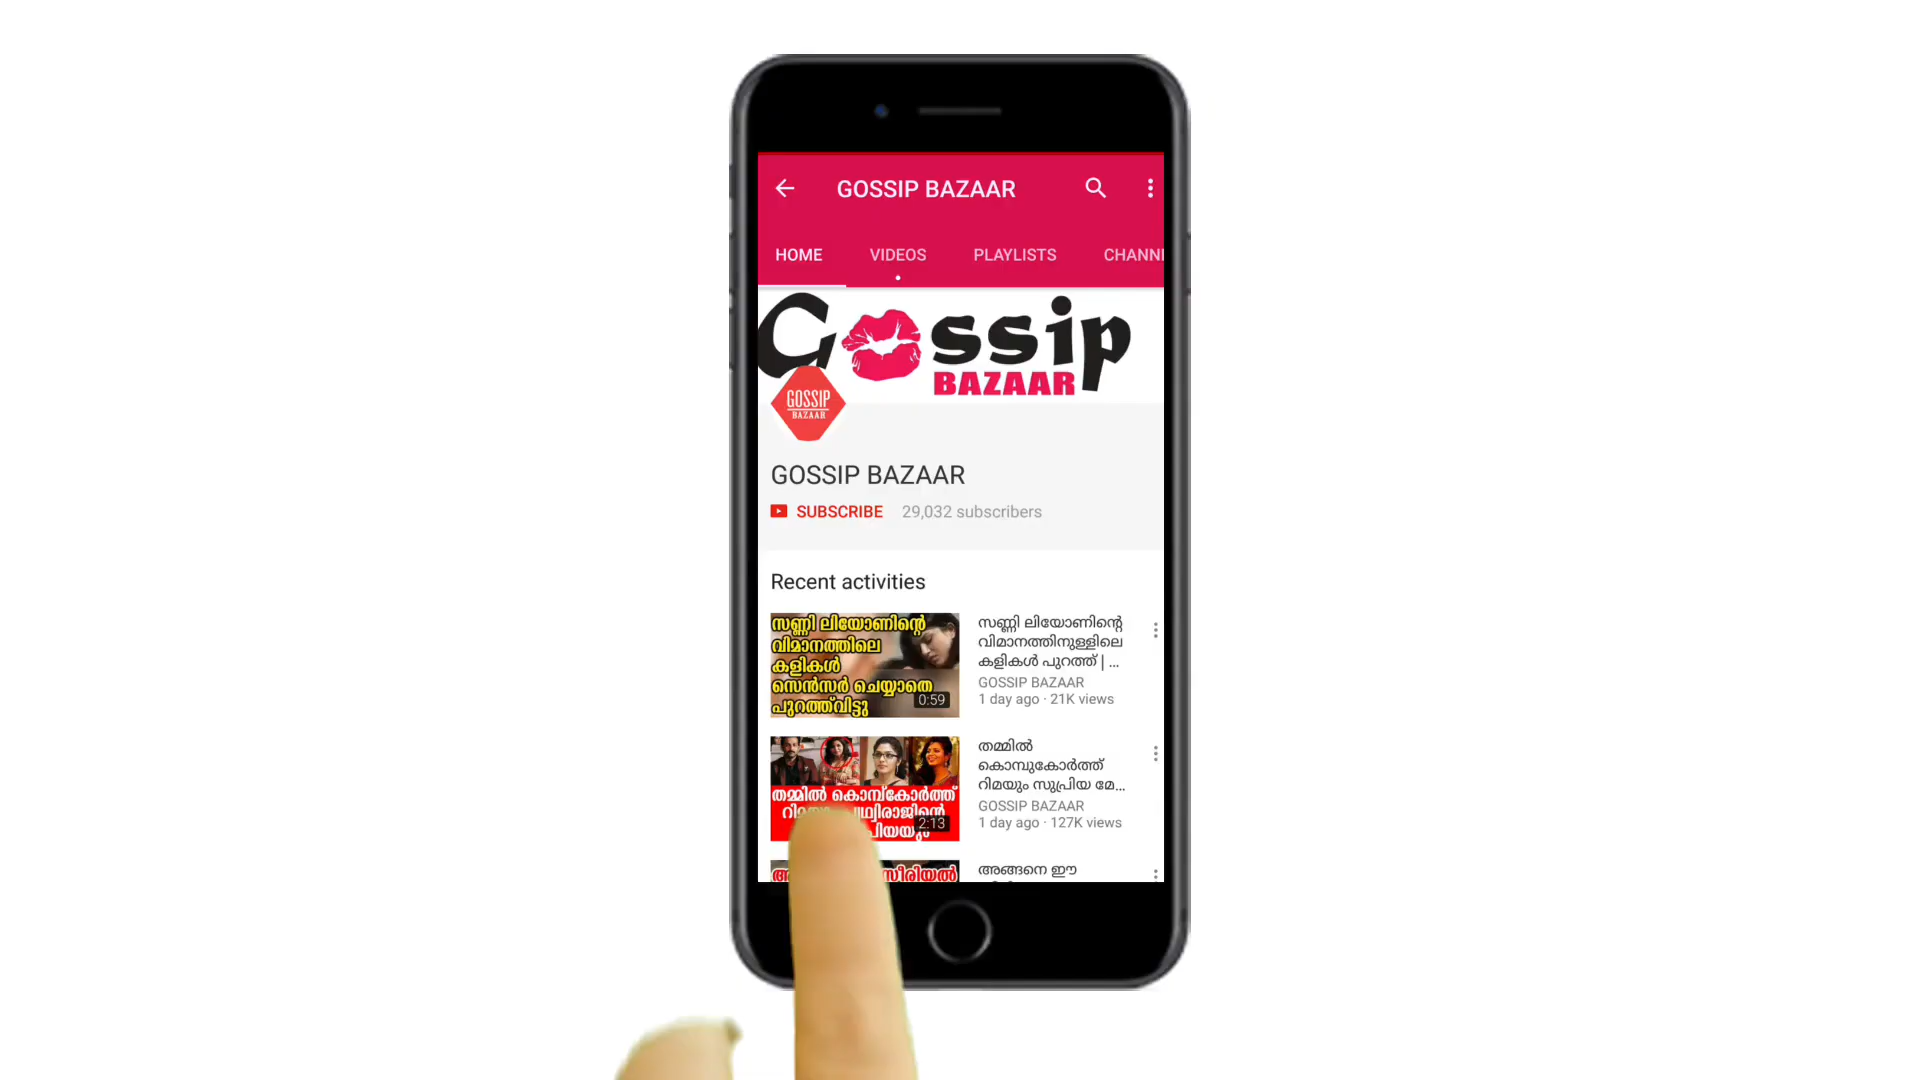 GOSSIP BAZAAR
HOME VIDEOS PLAYLISTS CHANNI
Gossip
BAZAAR
GOSSIP
BAZAAR
GOSSIP BAZAAR
SUBSCRIBE 29,032 subscribers
Recent activities
സണ്ണി ലിയോണിന്റെ
വിമാനത്തിലെ
കളികൾ
സെൻസർ ചെയ്യാതെ
പുറത്ത്‌വിട്ടു
0:59
സണ്ണി ലിയോണിന്റെ
വിമാനത്തിനുള്ളിലെ
കളികൾ പുറത്ത് | ...
GOSSIP BAZAAR
1 day ago · 21K views
തമ്മിൽ കൊമ്പ്കോർത്ത്
2:13
തമ്മിൽ
കൊമ്പുകോർത്ത്
റിമയും സുപ്രിയ മേ...
GOSSIP BAZAAR
1 day ago · 127K views
സീരിയൽ
അങ്ങനെ ഈ